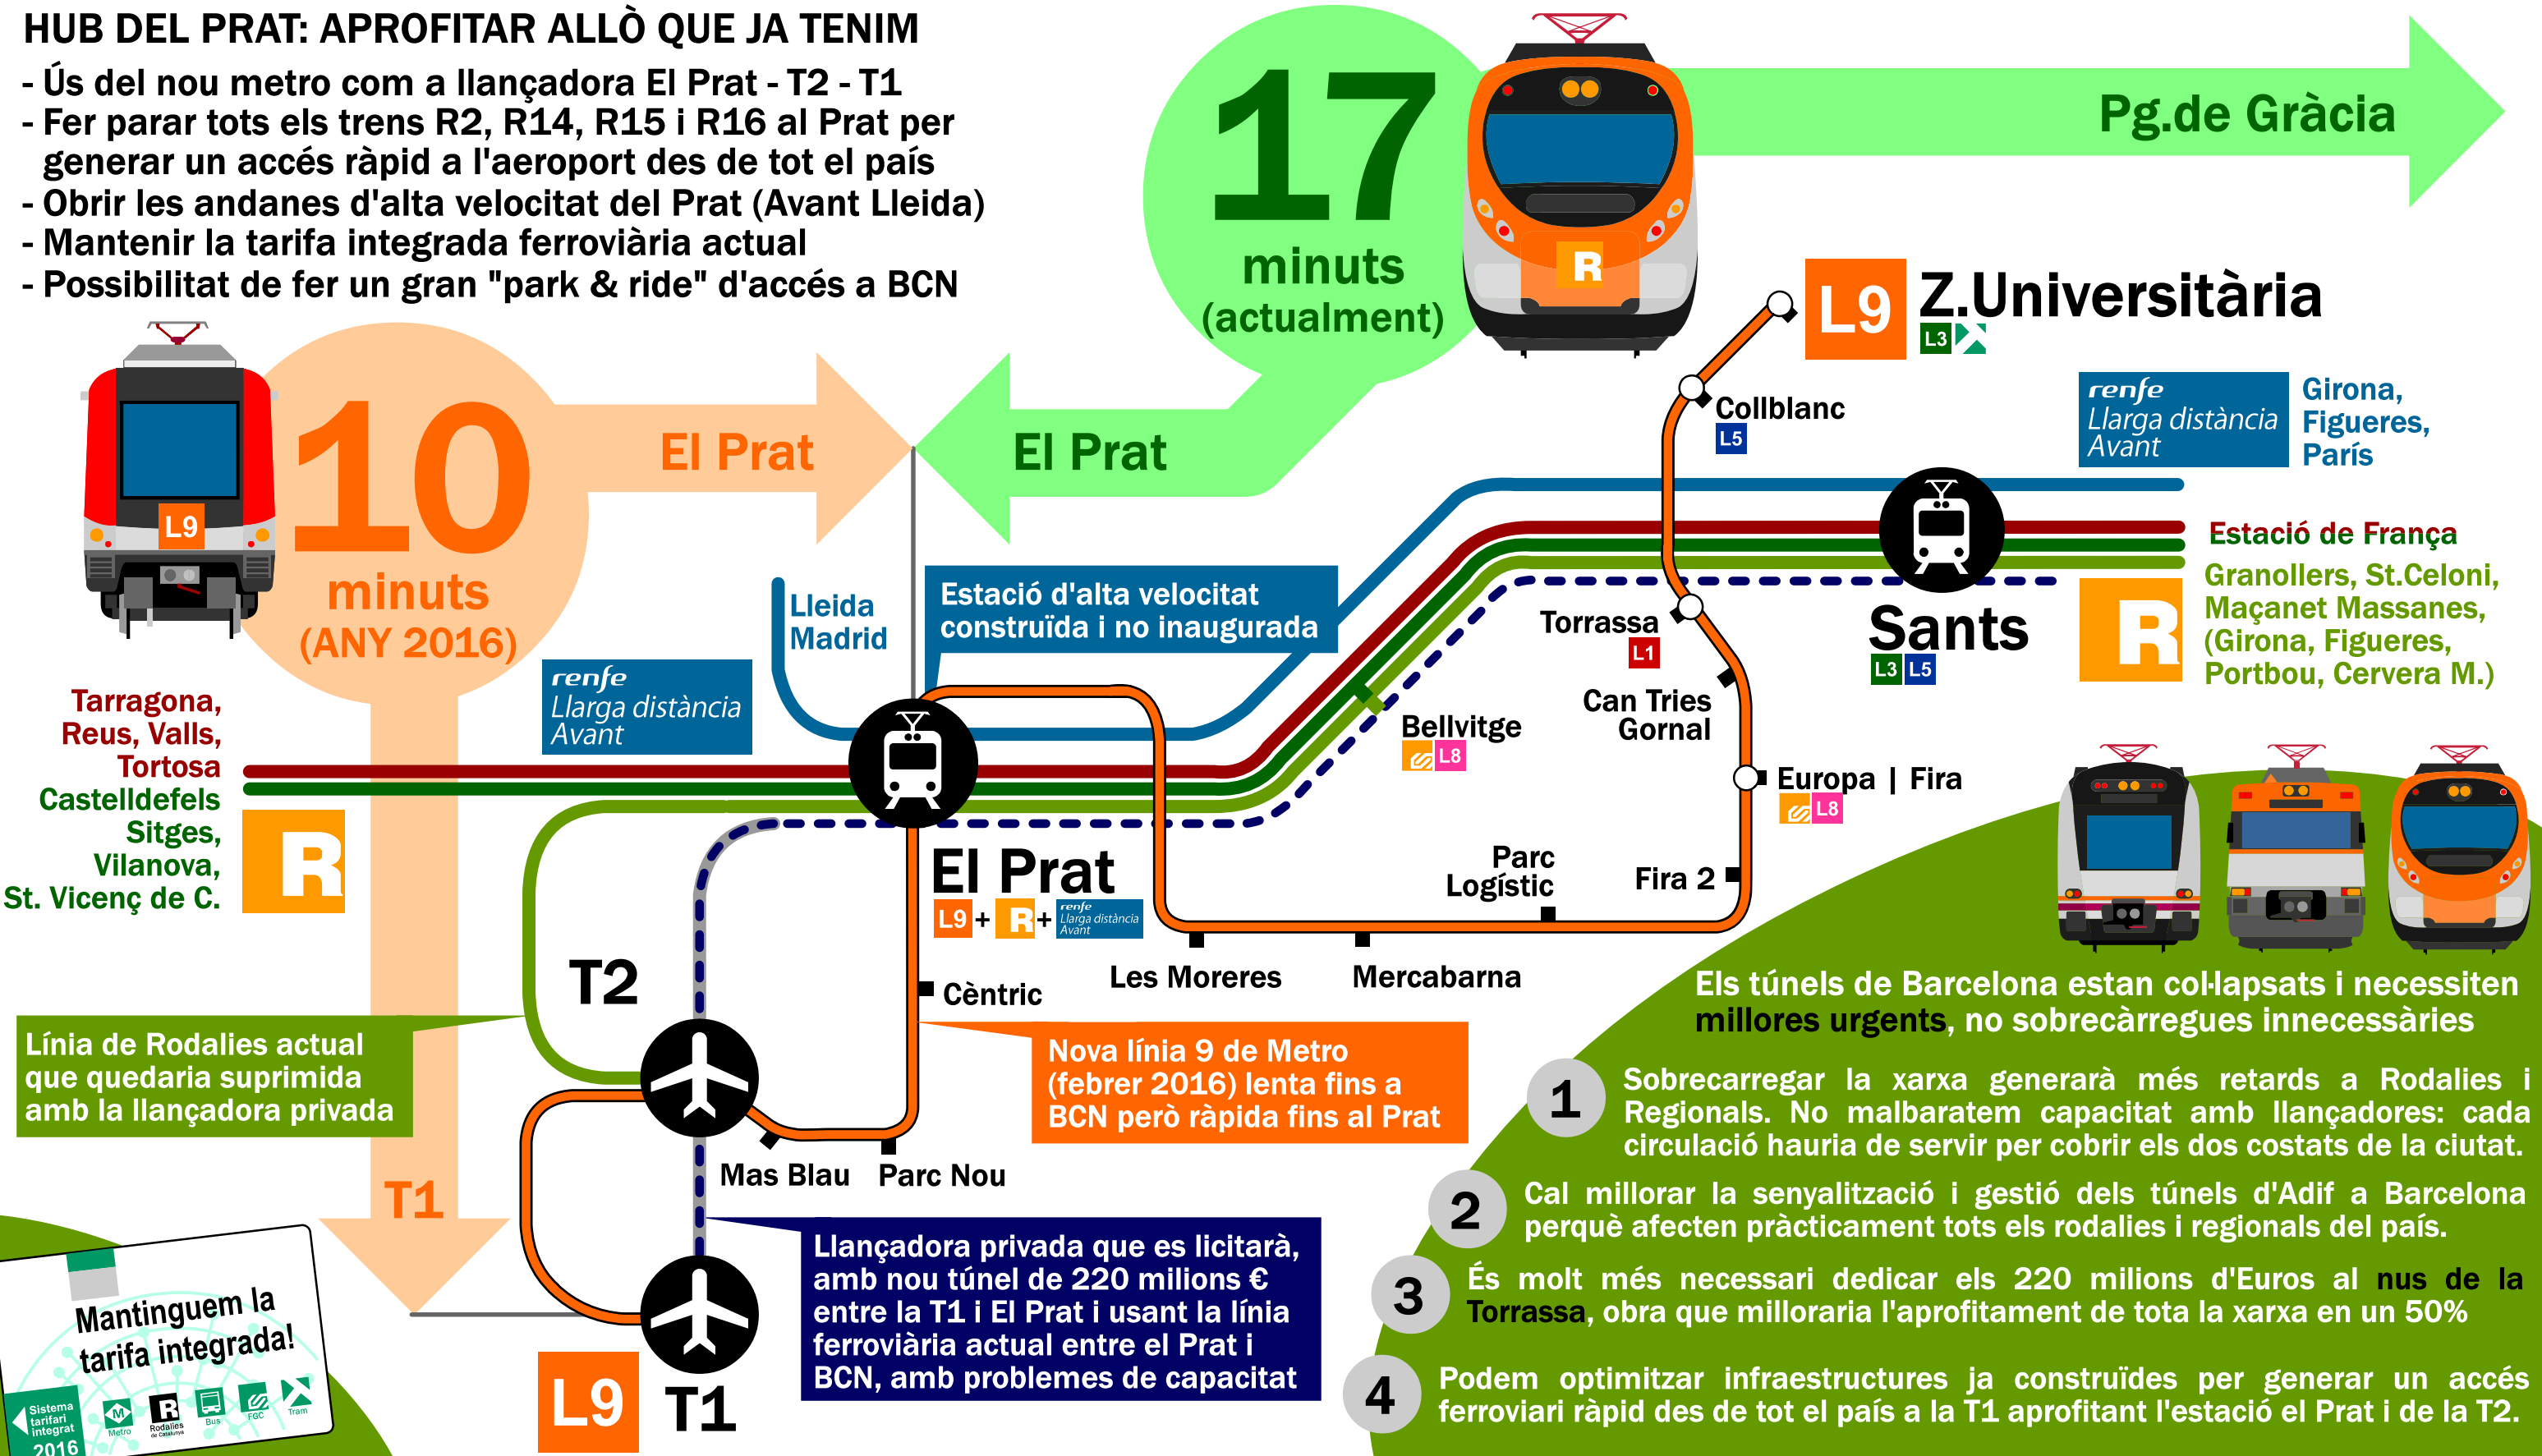 HUB DEL PRAT: APROFITAR ALLÒ QUE JA TENIM
- Ús del nou metro com a llançadora El Prat - T2 - T1
- Fer parar tots els trens R2, R14, R15 i R16 al Prat per
generar un accés ràpid a l'aeroport des de tot el país
- Obrir les andanes d'alta velocitat del Prat (Avant Lleida)
- Mantenir la tarifa integrada ferroviària actual
- Possibilitat de fer un gran "park & ride" d'accés a BCN
17
minuts
(actualment)
R
Pg.de Gràcia
El Prat
L9
10
minuts
(ANY 2016)
El Prat
T1
L9
Z.Universitària
L3
Collblanc
L5
renfe
Llarga distància
Avant
Girona,
Figueres,
París
Estació de França
Granollers, St.Celoni,
Maçanet Massanes,
(Girona, Figueres,
Portbou, Cervera M.)
R
Sants
L3 L5
Torrassa
L1
Can Tries
Gornal
Europa | Fira
L8
Fira 2
Parc
Logístic
Mercabarna
Les Moreres
Bellvitge
L8
Estació d'alta velocitat
construïda i no inaugurada
Lleida
Madrid
renfe
Llarga distància
Avant
Tarragona,
Reus, Valls,
Tortosa
Castelldefels
Sitges,
Vilanova,
St. Vicenç de C.
R
El Prat
L9 + R + renfe
Llarga distància
Avant
Cèntric
T2
Mas Blau
Parc Nou
Línia de Rodalies actual
que quedaria suprimida
amb la llançadora privada
Nova línia 9 de Metro
(febrer 2016) lenta fins a
BCN però ràpida fins al Prat
Llançadora privada que es licitarà,
amb nou túnel de 220 milions €
entre la T1 i El Prat i usant la línia
ferroviària actual entre el Prat i
BCN, amb problemes de capacitat
L9
T1
Mantinguem la
tarifa integrada!
Sistema
tarifari
integrat
2016
M
Metro
R
Rodalies
de Catalunya
Bus
FGC
Tram
Els túnels de Barcelona estan col·lapsats i necessiten
millores urgents, no sobrecàrregues innecessàries
1
Sobrecarregar la xarxa generarà més retards a Rodalies i
Regionals. No malbaratem capacitat amb llançadores: cada
circulació hauria de servir per cobrir els dos costats de la ciutat.
2
Cal millorar la senyalització i gestió dels túnels d'Adif a Barcelona
perquè afecten pràcticament tots els rodalies i regionals del país.
3
És molt més necessari dedicar els 220 milions d'Euros al nus de la
Torrassa, obra que milloraria l'aprofitament de tota la xarxa en un 50%
4
Podem optimitzar infraestructures ja construïdes per generar un accés
ferroviari ràpid des de tot el país a la T1 aprofitant l'estació el Prat i de la T2.